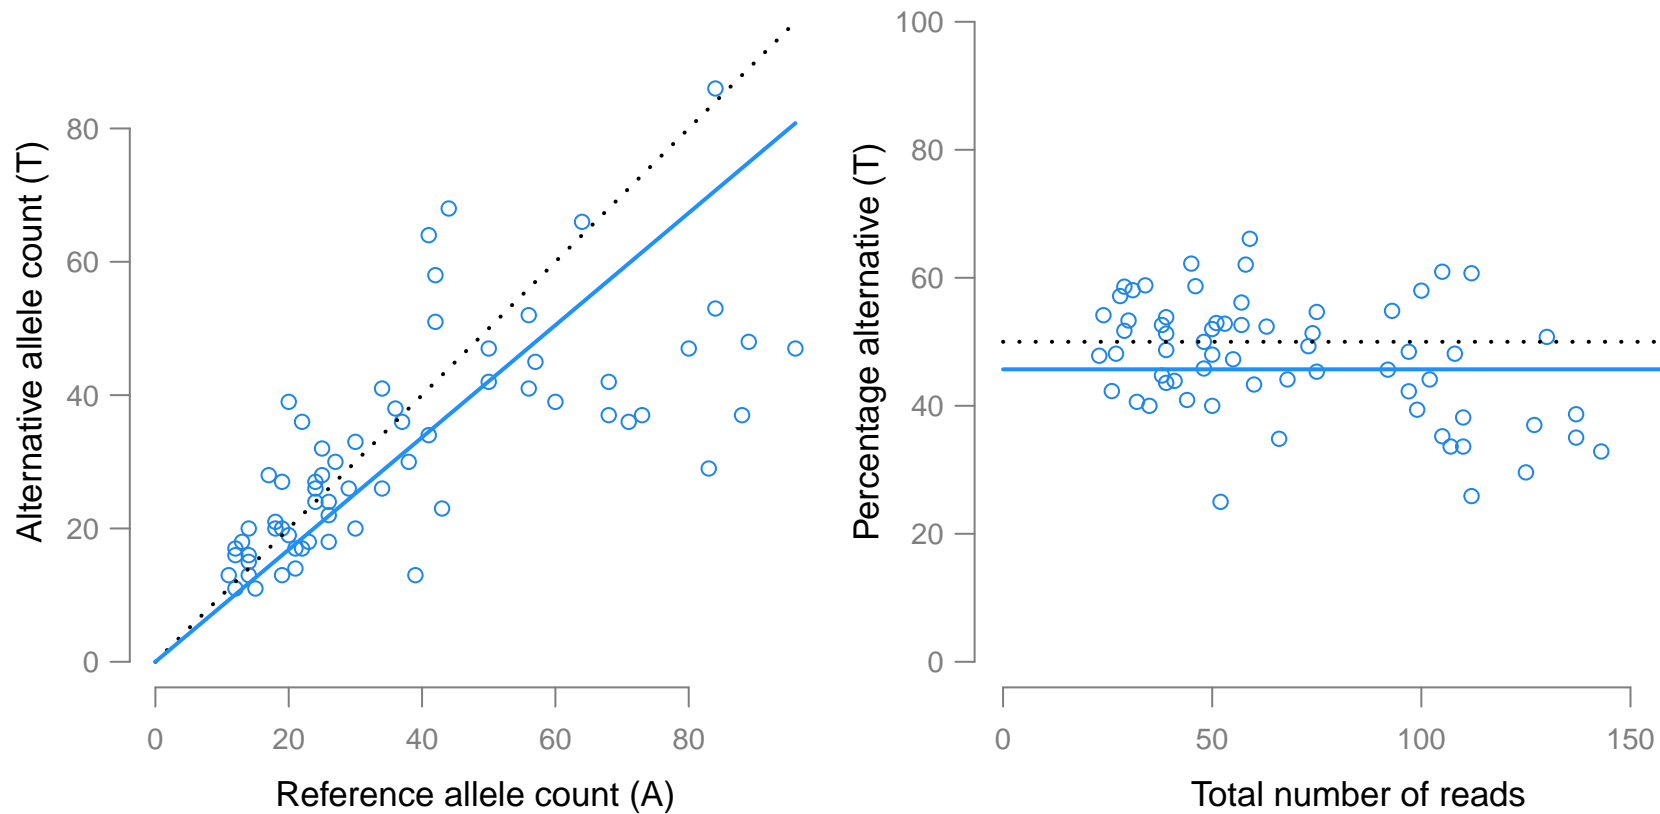 Alternative allele count (T)
80
60
40
20
0
0 20 40 60 80
Reference allele count (A)
Percentage alternative (T)
100
80
60
40
20
0
0 50 100 150
Total number of reads